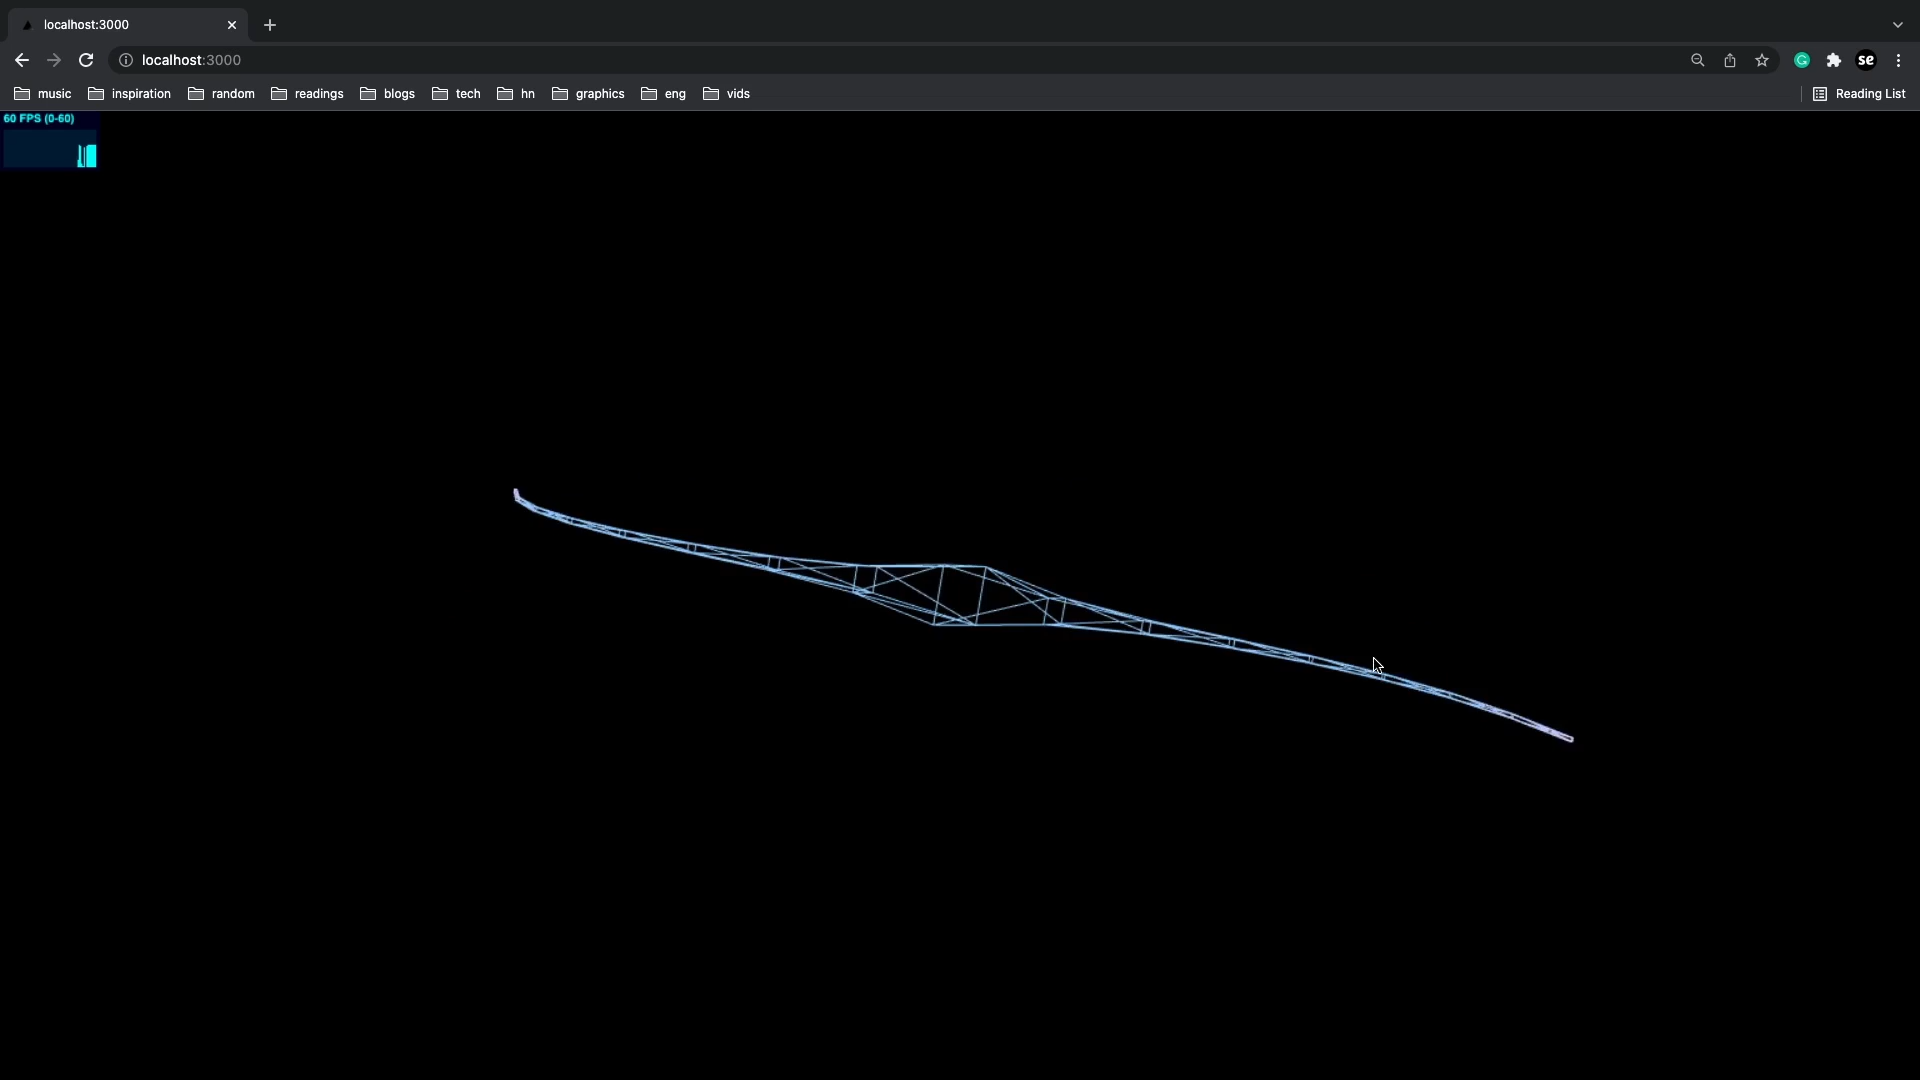 localhost:3000
localhost:3000
se
music inspiration random readings blogs tech hn graphics eng vids Reading List
60 FPS (0-60)